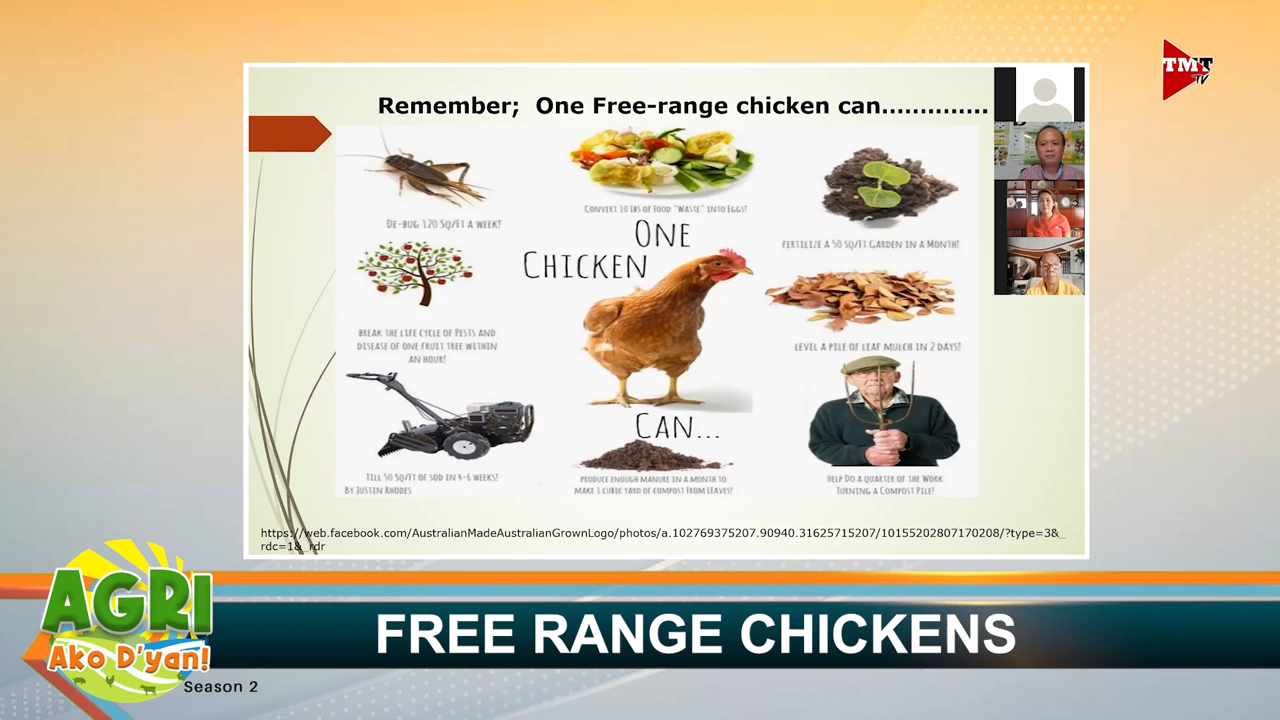 TMT
TV
Remember; One Free-range chicken can..............
DE-BUG 120 SQ/FT A WEEK!
CONVERT 10 LBS OF FOOD "WASTE" INTO EGGS!
FERTILIZE A 50 SQ/FT GARDEN IN A MONTH!
ONE
CHICKEN
BREAK THE LIFE CYCLE OF PESTS AND
DISEASE OF ONE FRUIT TREE WITHIN
AN HOUR!
LEVEL A PILE OF LEAF MULCH IN 2 DAYS!
CAN...
TILL 50 SQ/FT OF SOD IN 4-6 WEEKS!
BY JUSTIN RHODES
PRODUCE ENOUGH MANURE IN A MONTH TO
MAKE 1 CUBIC YARD OF COMPOST FROM LEAVES!
HELP DO A QUARTER OF THE WORK
TURNING A COMPOST PILE!
https://web.facebook.com/AustralianMadeAustralianGrownLogo/photos/a.102769375207.90940.31625715207/10155202807170208/?type=3&_
rdc=1&_rdr
AGRI
Ako D'yan!
Season 2
FREE RANGE CHICKENS